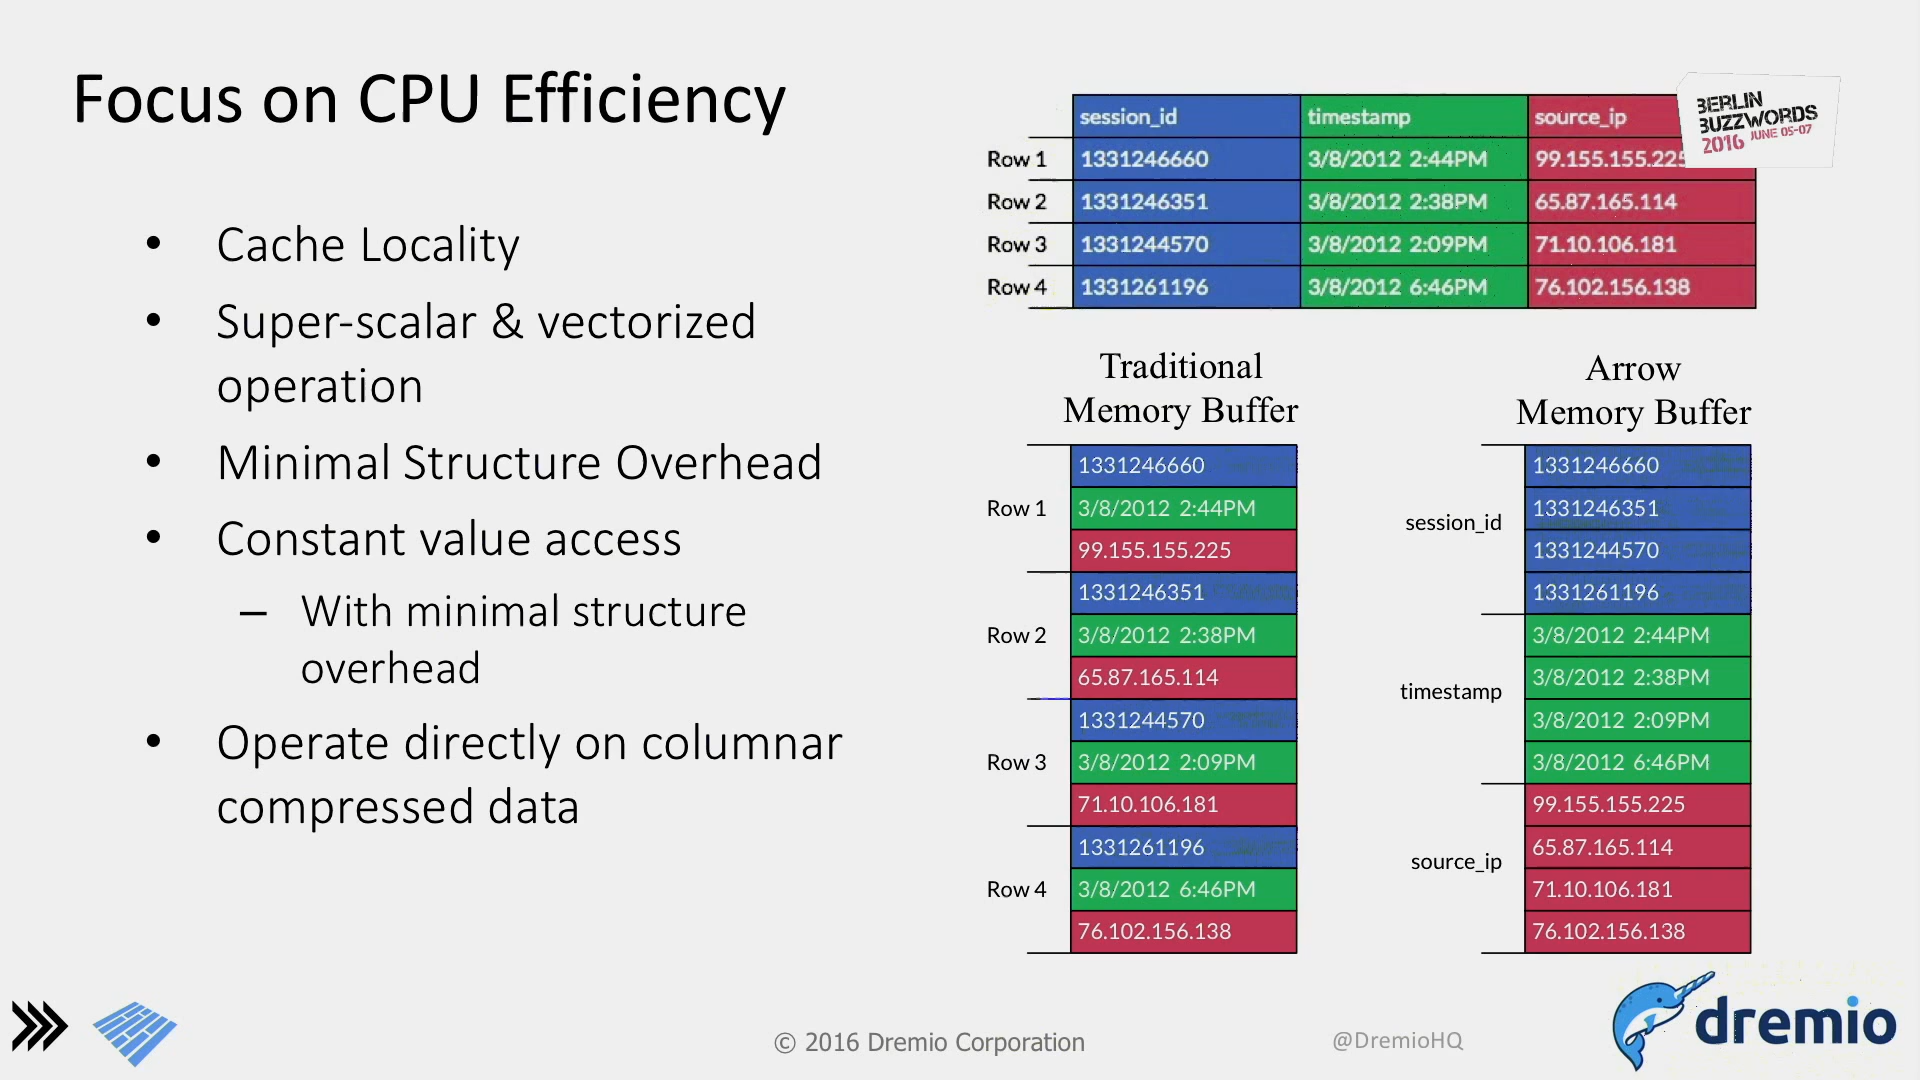 Focus on CPU Efficiency
• Cache Locality
• Super-scalar & vectorized
operation
• Minimal Structure Overhead
• Constant value access
– With minimal structure
overhead
• Operate directly on columnar
compressed data
session_id timestamp source_ip
Row 1 1331246660 3/8/2012 2:44PM 99.155.155.225
Row 2 1331246351 3/8/2012 2:38PM 65.87.165.114
Row 3 1331244570 3/8/2012 2:09PM 71.10.106.181
Row 4 1331261196 3/8/2012 6:46PM 76.102.156.138
BERLIN
BUZZWORDS
2016 JUNE 05-07
Traditional
Memory Buffer
Row 1
1331246660
3/8/2012 2:44PM
99.155.155.225
Row 2
1331246351
3/8/2012 2:38PM
65.87.165.114
Row 3
1331244570
3/8/2012 2:09PM
71.10.106.181
Row 4
1331261196
3/8/2012 6:46PM
76.102.156.138
Arrow
Memory Buffer
session_id
1331246660
1331246351
1331244570
1331261196
timestamp
3/8/2012 2:44PM
3/8/2012 2:38PM
3/8/2012 2:09PM
3/8/2012 6:46PM
source_ip
99.155.155.225
65.87.165.114
71.10.106.181
76.102.156.138
© 2016 Dremio Corporation
@DremioHQ
dremio